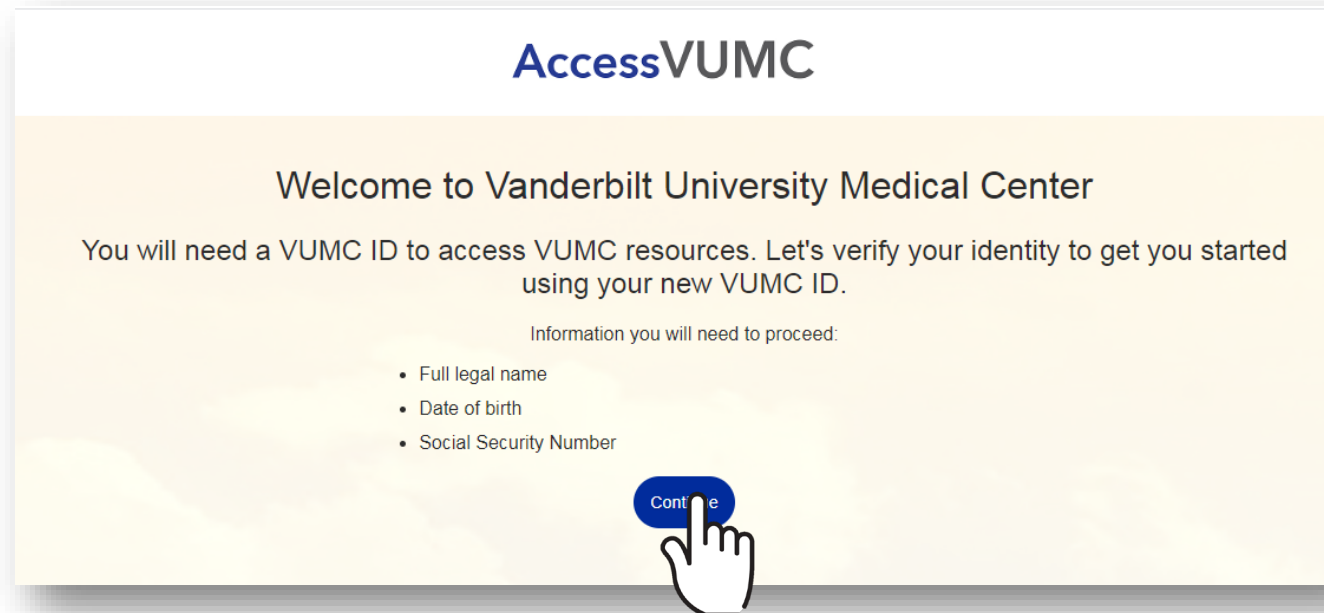 AccessVUMC
Welcome to Vanderbilt University Medical Center
You will need a VUMC ID to access VUMC resources. Let's verify your identity to get you started
using your new VUMC ID.
Information you will need to proceed:
• Full legal name
• Date of birth
• Social Security Number
Continue